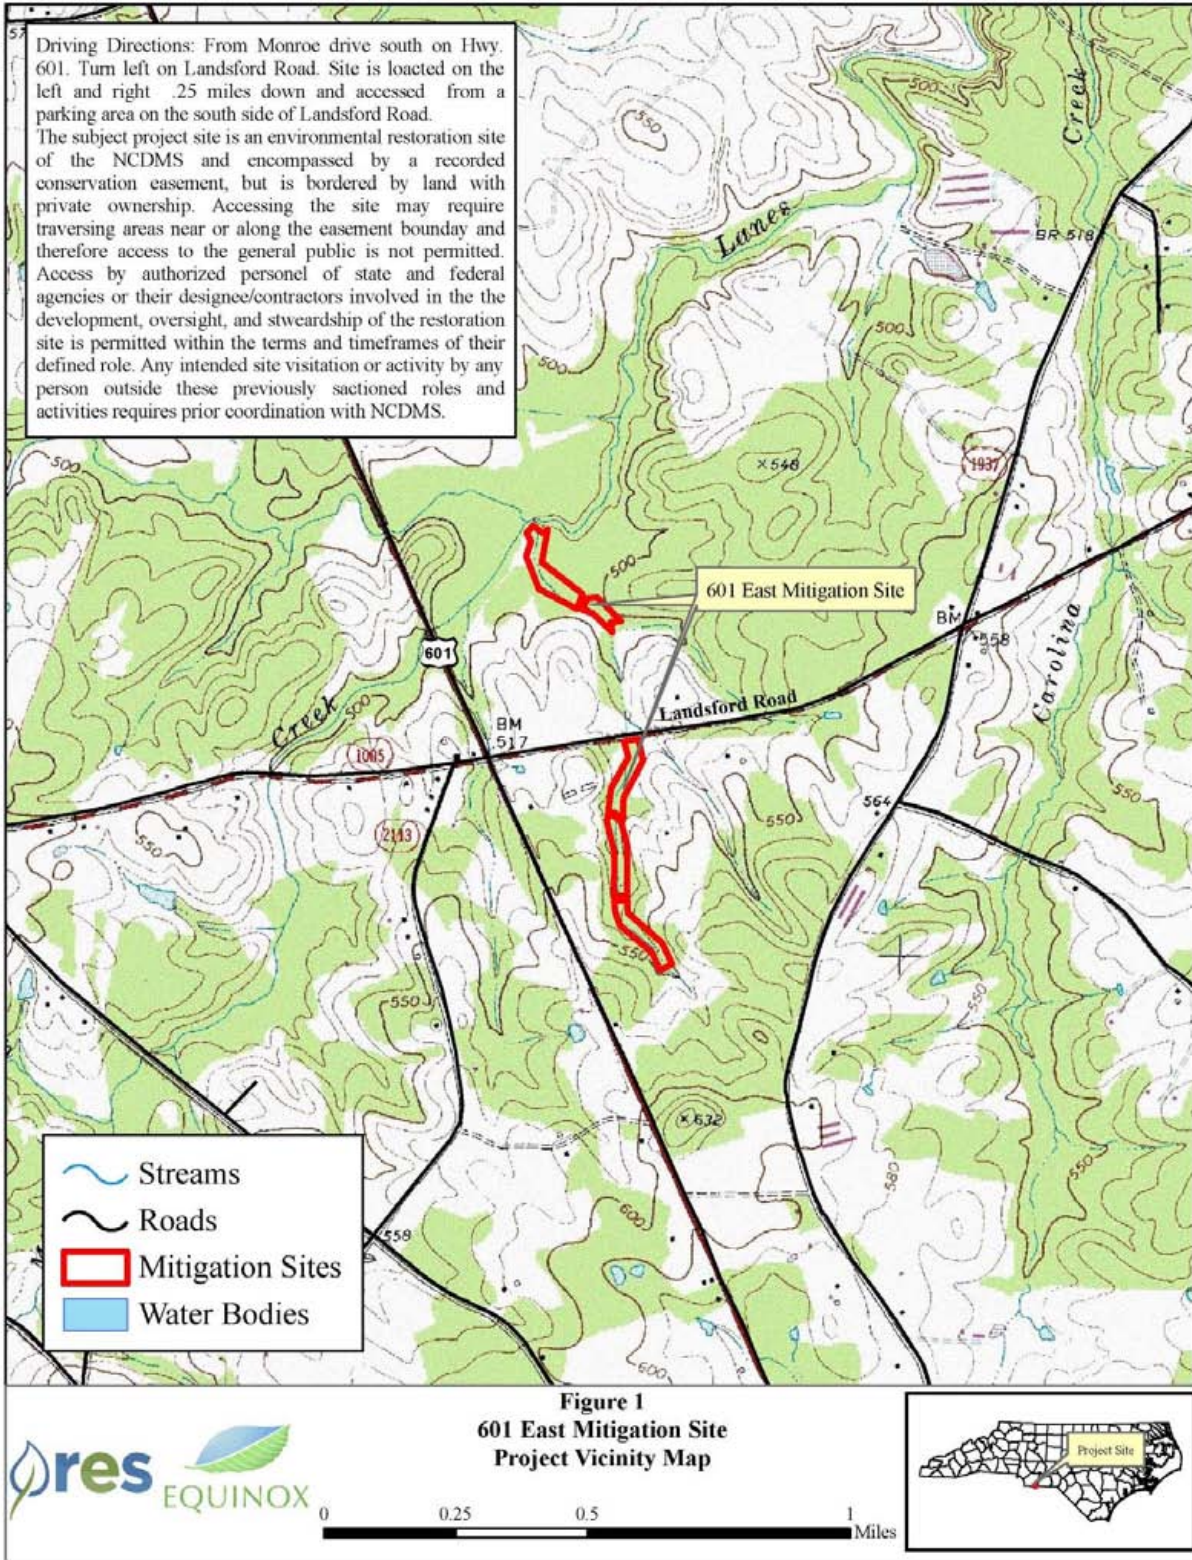 Driving Directions: From Monroe drive south on Hwy.
601. Turn left on Landsford Road. Site is loacted on the
left and right .25 miles down and accessed from a
parking area on the south side of Landsford Road.
The subject project site is an environmental restoration site
of the NCDMS and encompassed by a recorded
conservation easement, but is bordered by land with
private ownership. Accessing the site may require
traversing areas near or along the easement bounday and
therefore access to the general public is not permitted.
Access by authorized personel of state and federal
agencies or their designee/contractors involved in the the
development, oversight, and stweardship of the restoration
site is permitted within the terms and timeframes of their
defined role. Any intended site visitation or activity by any
person outside these previously sactioned roles and
activities requires prior coordination with NCDMS.
500
550
Creek
Lanes
BR 518
500
500
500
×548
1937
500
601 East Mitigation Site
BM
558
601
Carolina
Landsford Road
Creek
500
BM
517
1005
550
564
550
2113
550
550
550
550
×632
550
580
600
558
600
Streams
Roads
Mitigation Sites
Water Bodies
Figure 1
601 East Mitigation Site
Project Vicinity Map
res
EQUINOX
0 0.25 0.5 1
Miles
Project Site